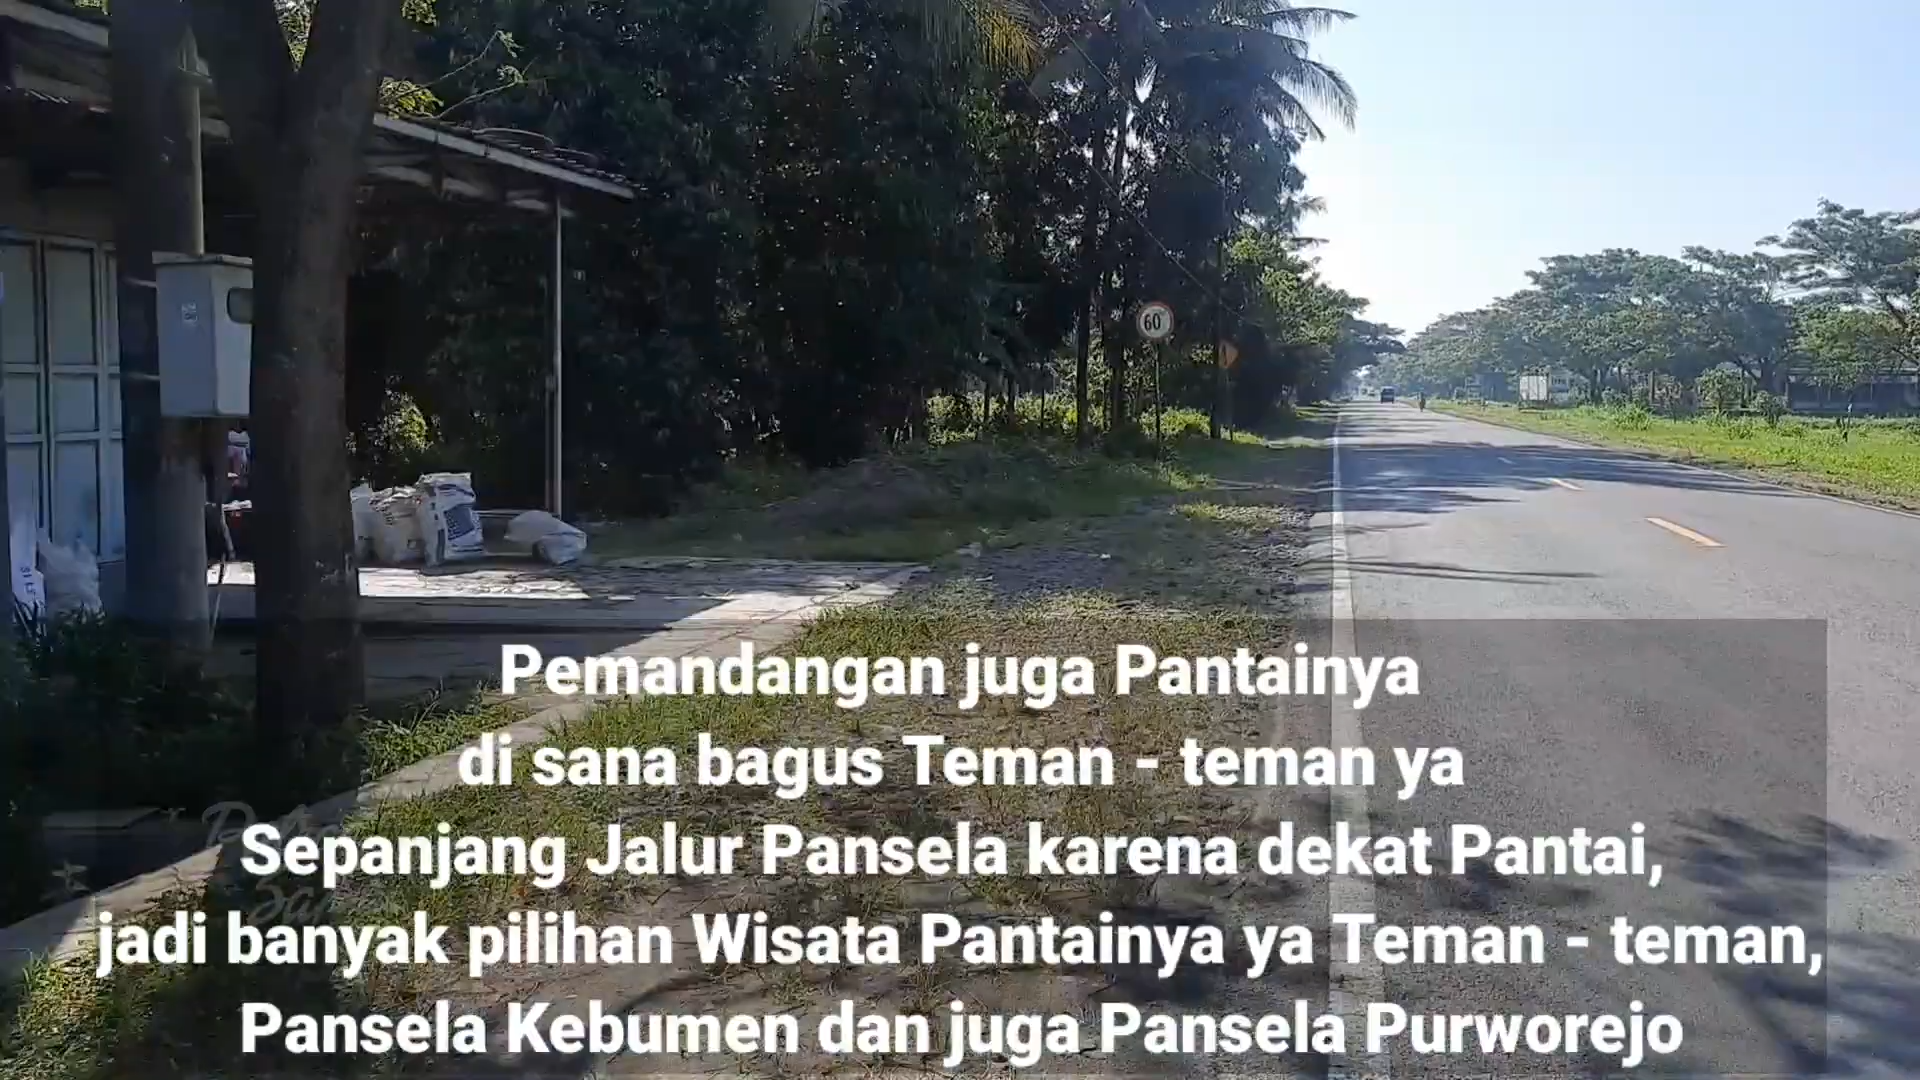 60
Pemandangan juga Pantainya
di sana bagus Teman - teman ya
Sepanjang Jalur Pansela karena dekat Pantai,
jadi banyak pilihan Wisata Pantainya ya Teman - teman,
Pansela Kebumen dan juga Pansela Purworejo